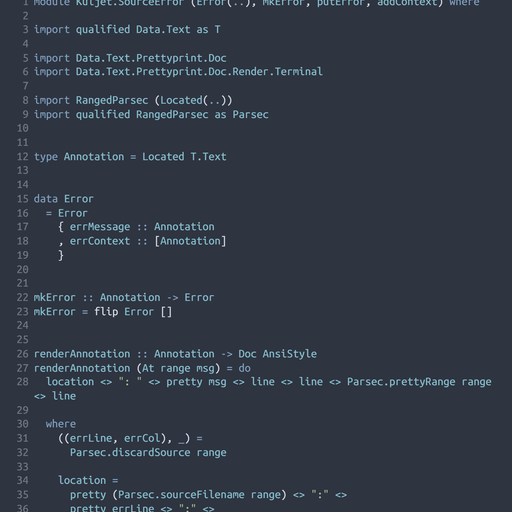 1 module Kuljet.SourceError (Error(..), mkError, putError, addContext) where
2
3 import qualified Data.Text as T
4
5 import Data.Text.Prettyprint.Doc
6 import Data.Text.Prettyprint.Doc.Render.Terminal
7
8 import RangedParsec (Located(..))
9 import qualified RangedParsec as Parsec
10
11
12 type Annotation = Located T.Text
13
14
15 data Error
16   = Error
17     { errMessage :: Annotation
18     , errContext :: [Annotation]
19     }
20
21
22 mkError :: Annotation -> Error
23 mkError = flip Error []
24
25
26 renderAnnotation :: Annotation -> Doc AnsiStyle
27 renderAnnotation (At range msg) = do
28   location <> ": " <> pretty msg <> line <> line <> Parsec.prettyRange range
<> line
29
30   where
31     ((errLine, errCol), _) =
32       Parsec.discardSource range
33
34     location =
35       pretty (Parsec.sourceFilename range) <> ":" <>
36       pretty errLine <> ":" <>